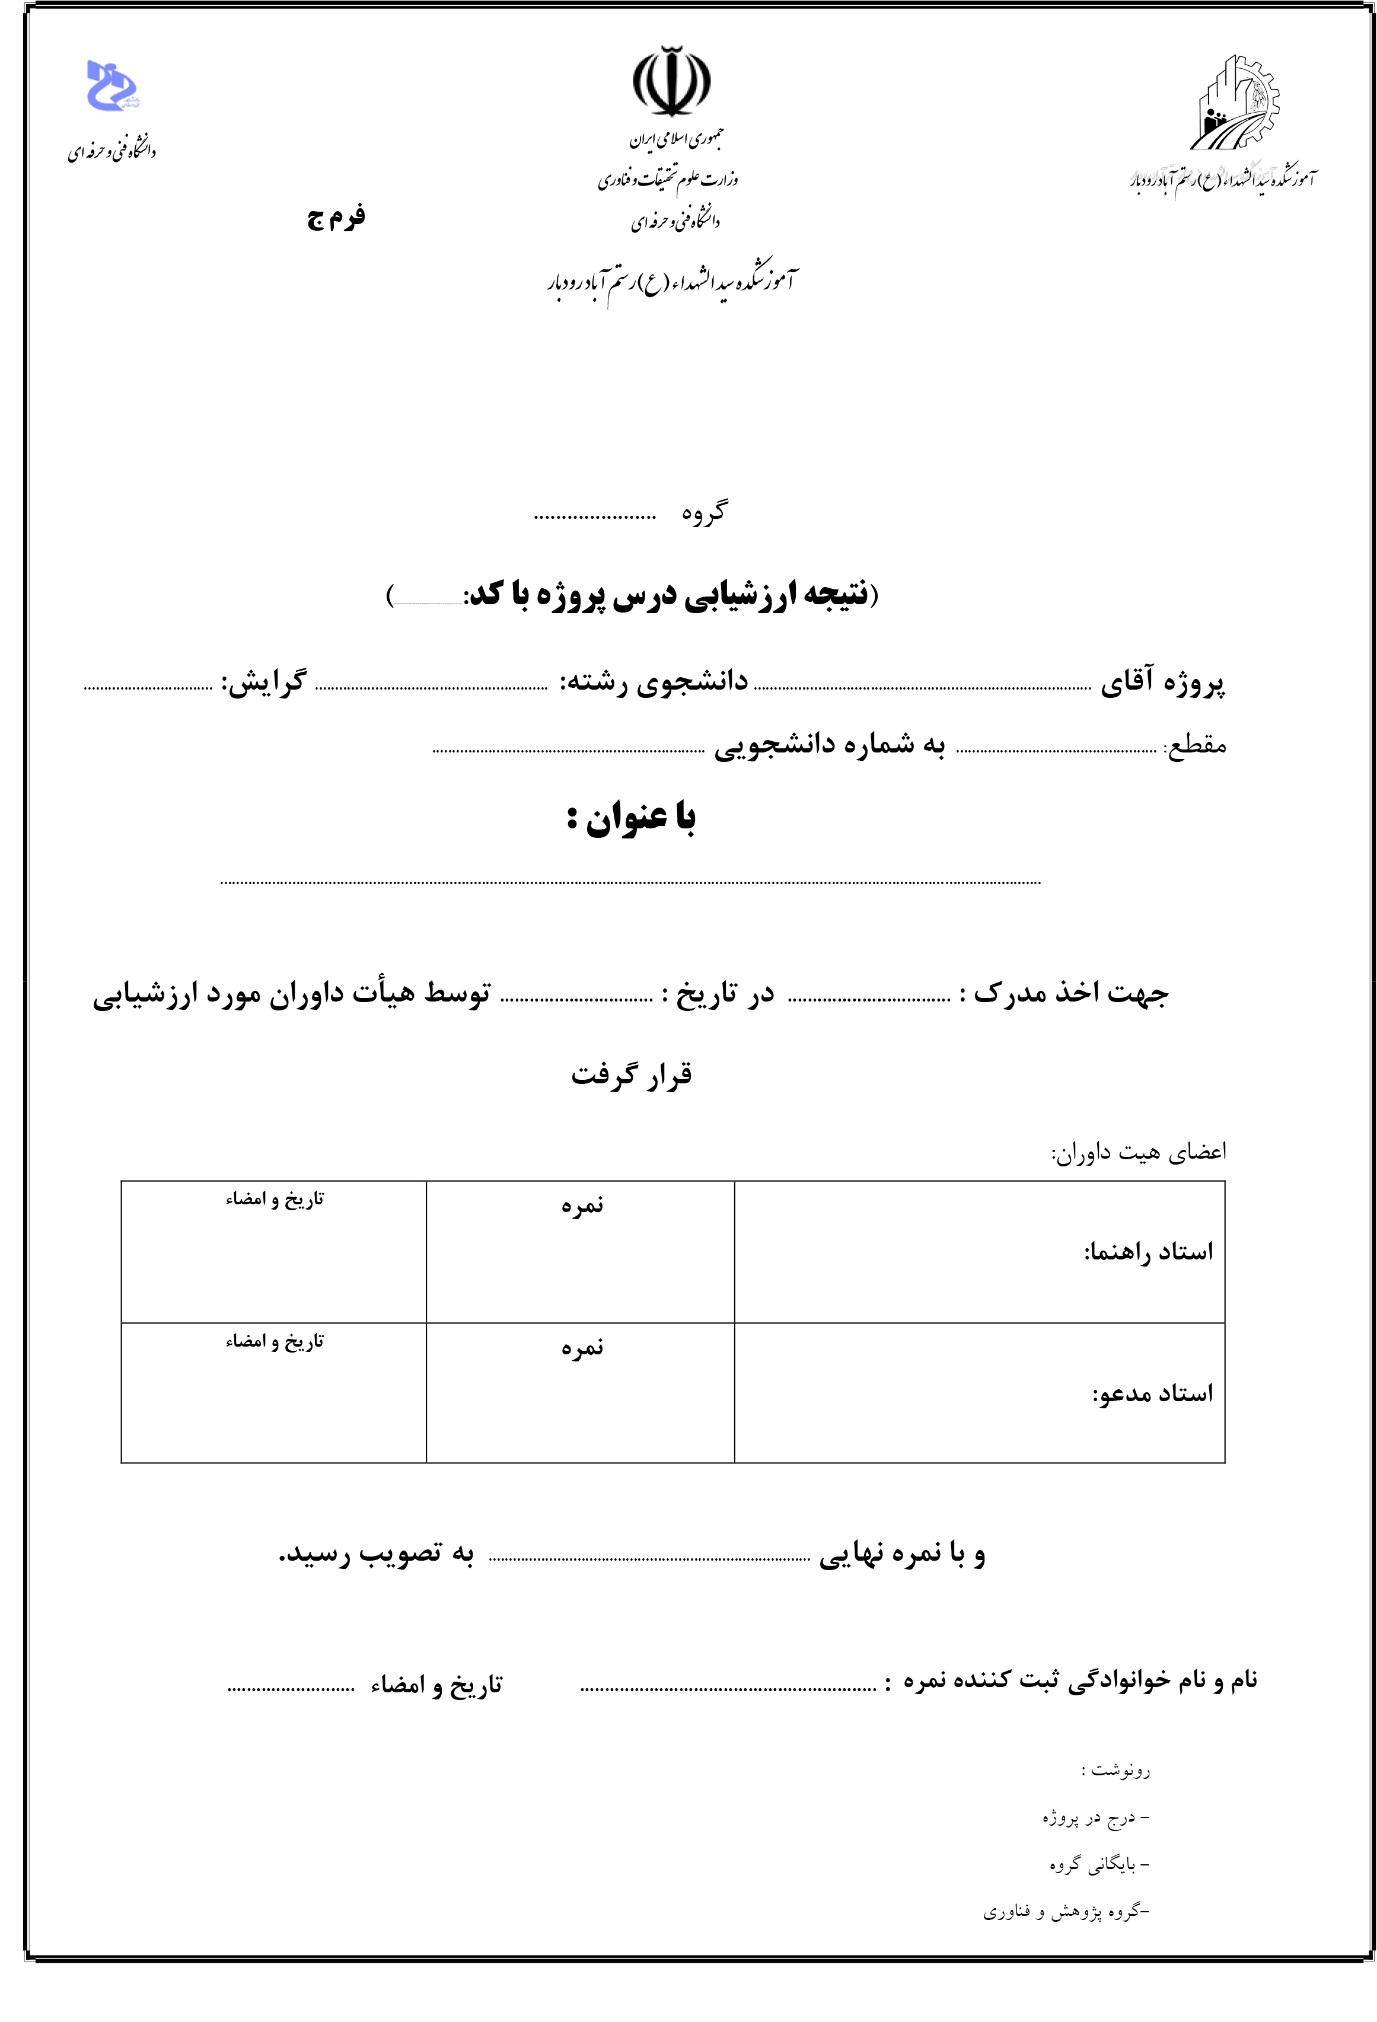 جمهوری اسلامی ایران
وزارت علوم تحقیقات و فناوری
دانشگاه فنی و حرفه ای
آموزشکده سید الشهداء (ع) رستم آباد رودبار
آموزشکده سید الشهداء (ع) رستم آباد رودبار
دانشگاه فنی و حرفه ای
فرم ج
گروه ......................
(نتیجه ارزشیابی درس پروژه با کد:..............)
پروژه آقای .................................................................................... دانشجوی رشته: .......................................................... گرایش: ................................
مقطع: .................................................. به شماره دانشجویی ....................................................................
با عنوان :
............................................................................................................................................................................................................
جهت اخذ مدرک : .................................. در تاریخ : ................................ توسط هیأت داوران مورد ارزشیابی
قرار گرفت
اعضای هیت داوران:
استاد راهنما: نمره تاریخ و امضاء
استاد مدعو: نمره تاریخ و امضاء
و با نمره نهایی ................................................................................ به تصویب رسید.
نام و نام خوانوادگی ثبت کننده نمره : ............................................................ تاریخ و امضاء ..........................
رونوشت :
- درج در پروژه
- بایگانی گروه
-گروه پژوهش و فناوری